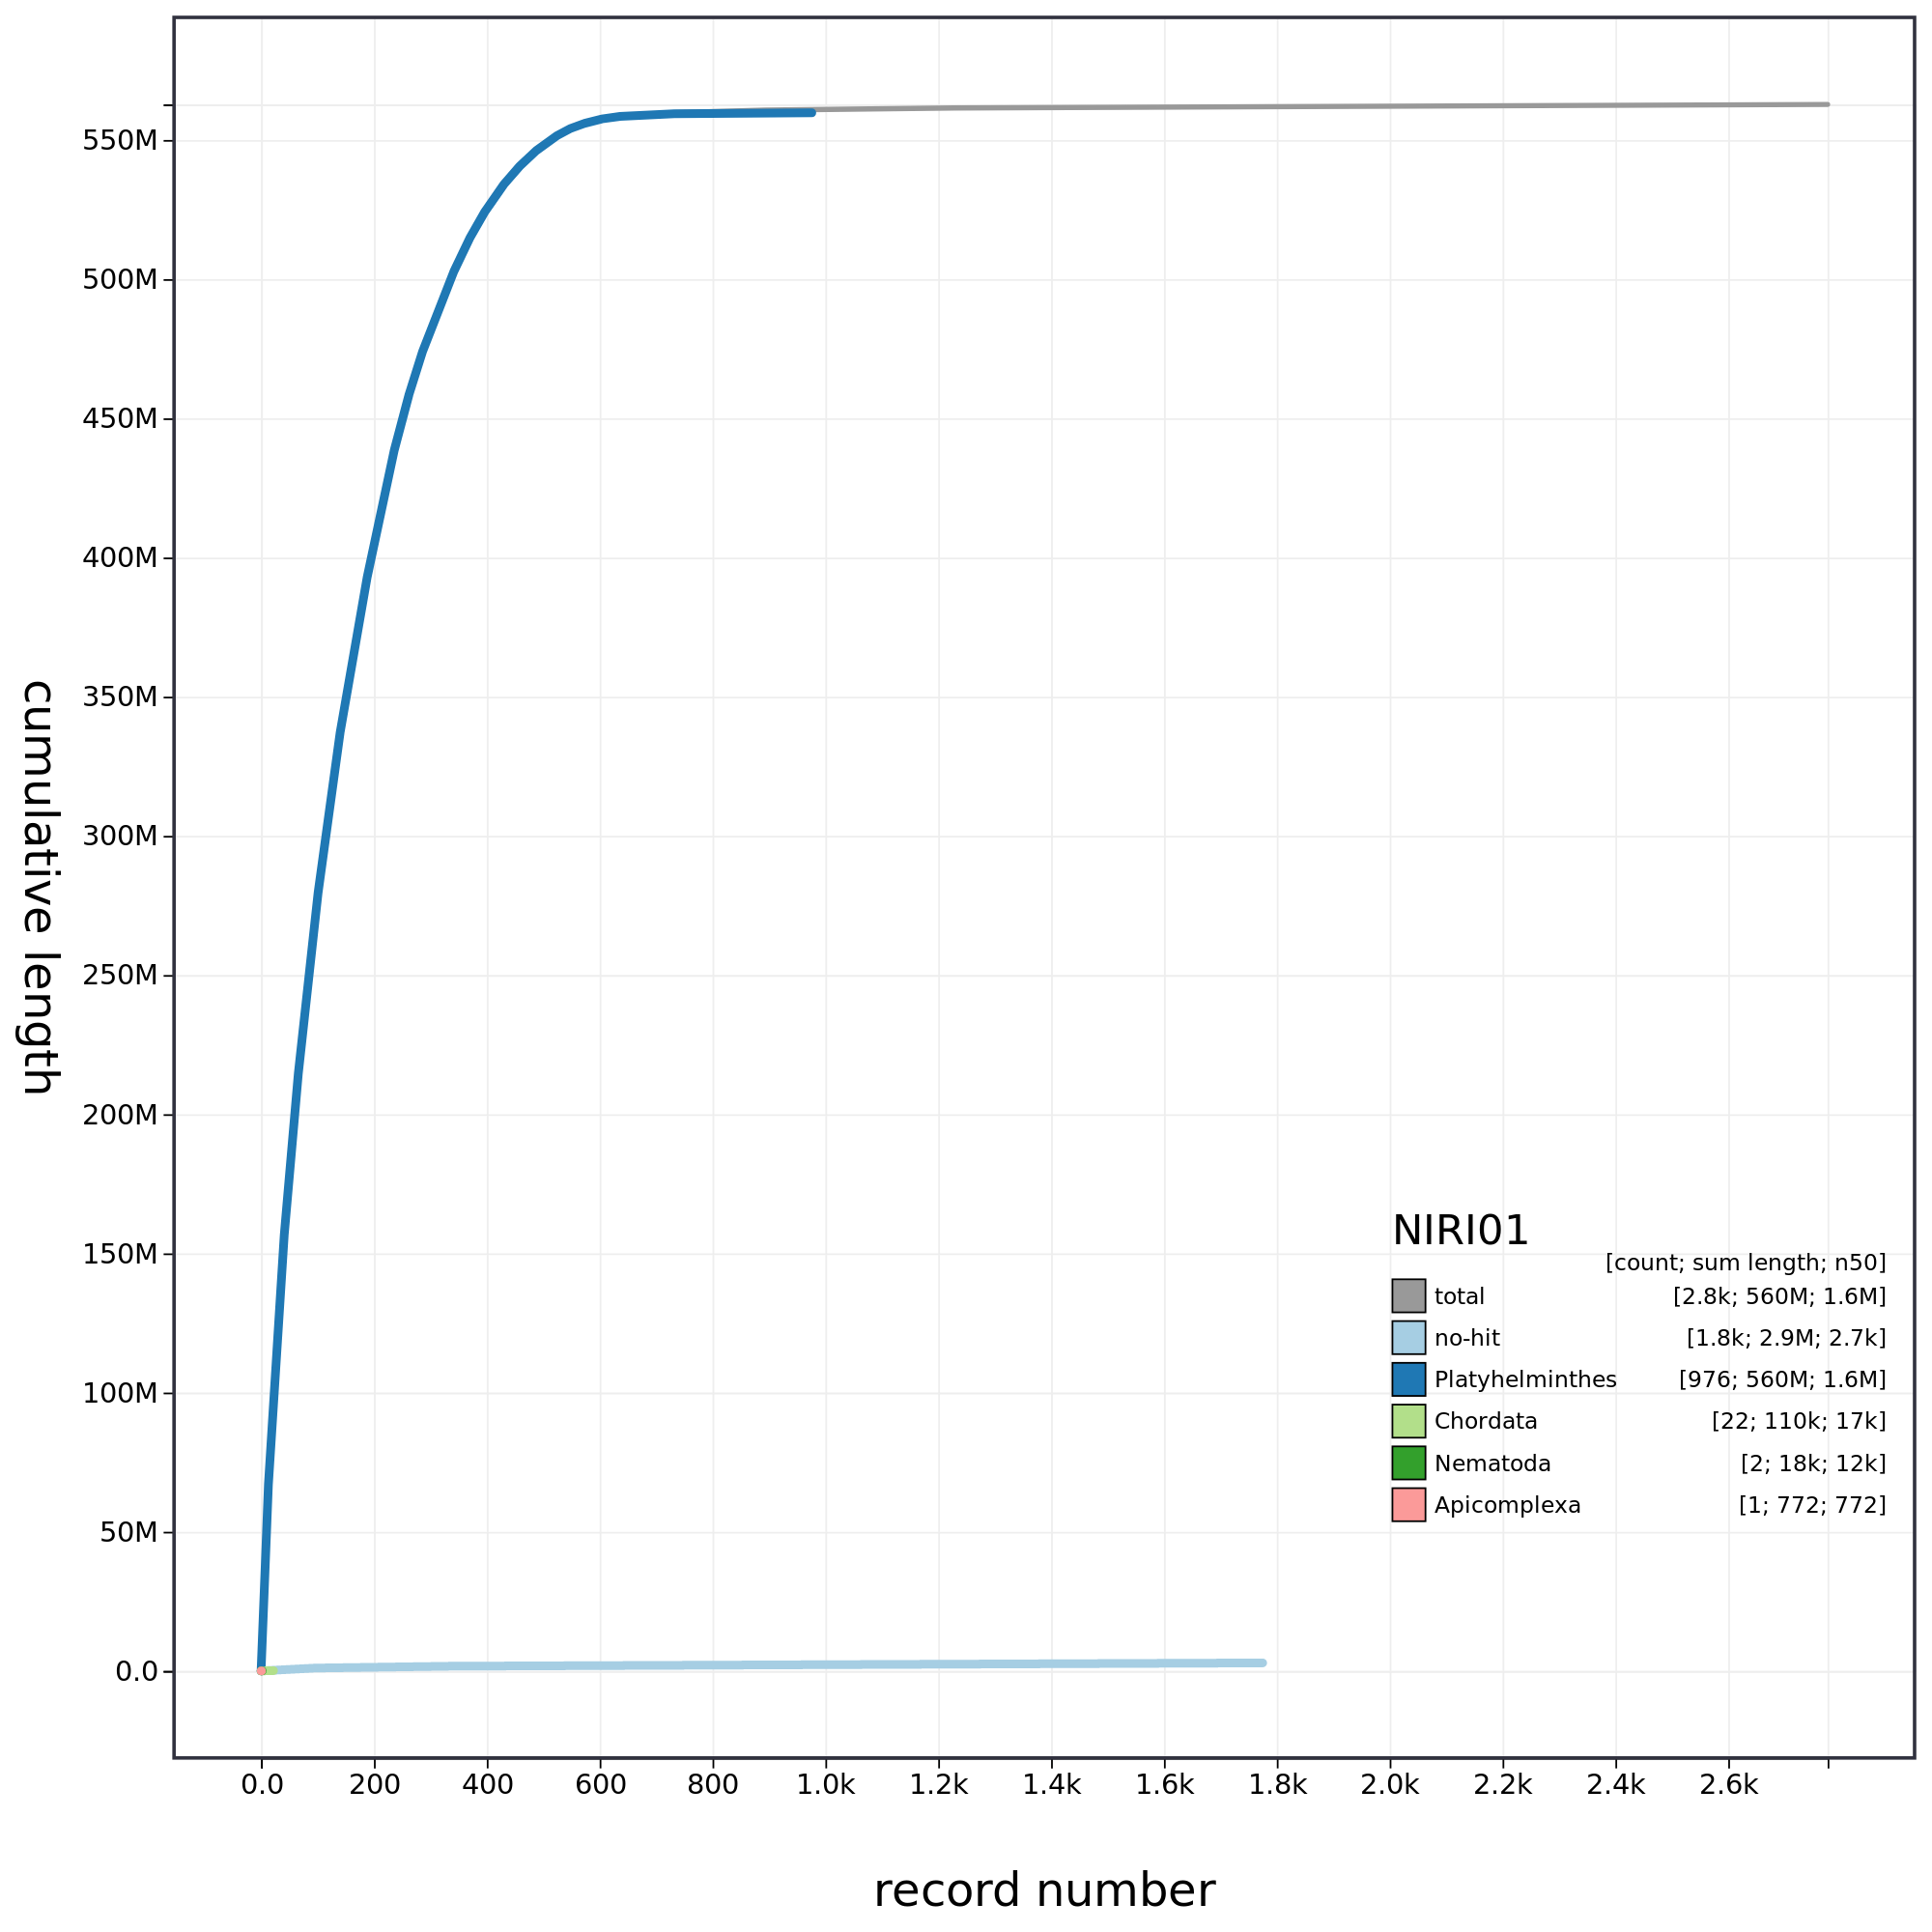 cumulative length
550M
500M
450M
400M
350M
300M
250M
200M
150M
100M
50M
0.0
NIRI01
[count; sum length; n50]
total [2.8k; 560M; 1.6M]
no-hit [1.8k; 2.9M; 2.7k]
Platyhelminthes [976; 560M; 1.6M]
Chordata [22; 110k; 17k]
Nematoda [2; 18k; 12k]
Apicomplexa [1; 772; 772]
0.0 200 400 600 800 1.0k 1.2k 1.4k 1.6k 1.8k 2.0k 2.2k 2.4k 2.6k
record number